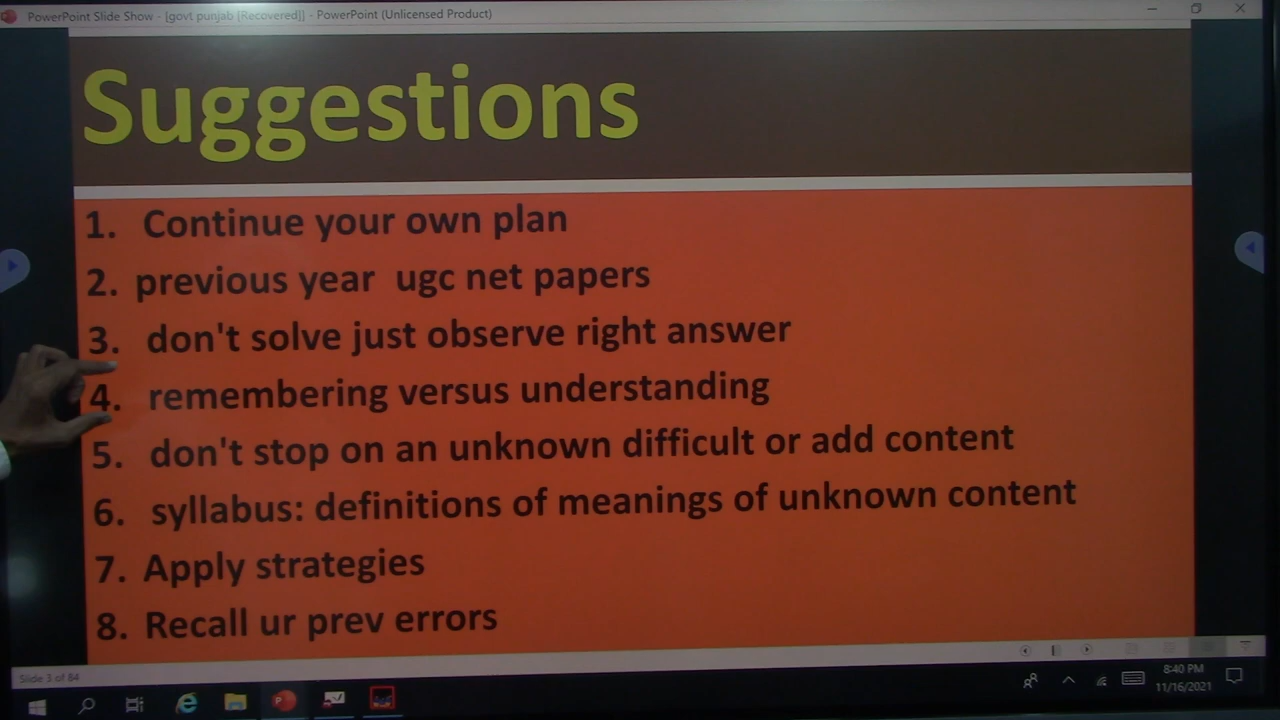 PowerPoint Slide Show - [govt punjab [Recovered]] - PowerPoint (Unlicensed Product)
Suggestions
1. Continue your own plan
2. previous year ugc net papers
3. don't solve just observe right answer
4. remembering versus understanding
5. don't stop on an unknown difficult or add content
6. syllabus: definitions of meanings of unknown content
7. Apply strategies
8. Recall ur prev errors
Slide 3 of 84
8:40 PM
11/16/2021